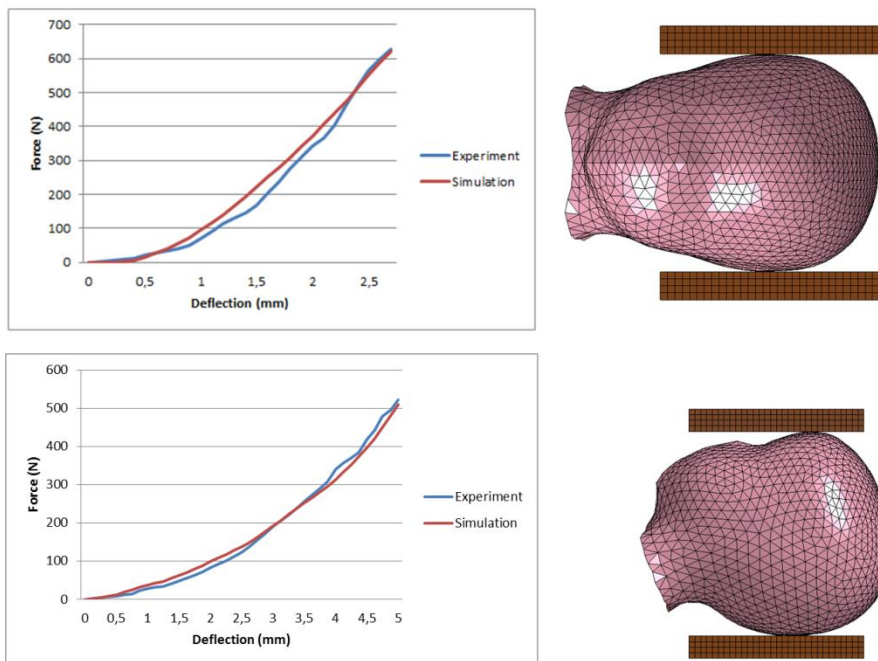 700
600
500
400
300
200
100
0
Force (N)
0 0,5 1 1,5 2 2,5
Deflection (mm)
Experiment
Simulation
600
500
400
300
200
100
0
Force (N)
0 0,5 1 1,5 2 2,5 3 3,5 4 4,5 5
Deflection (mm)
Experiment
Simulation